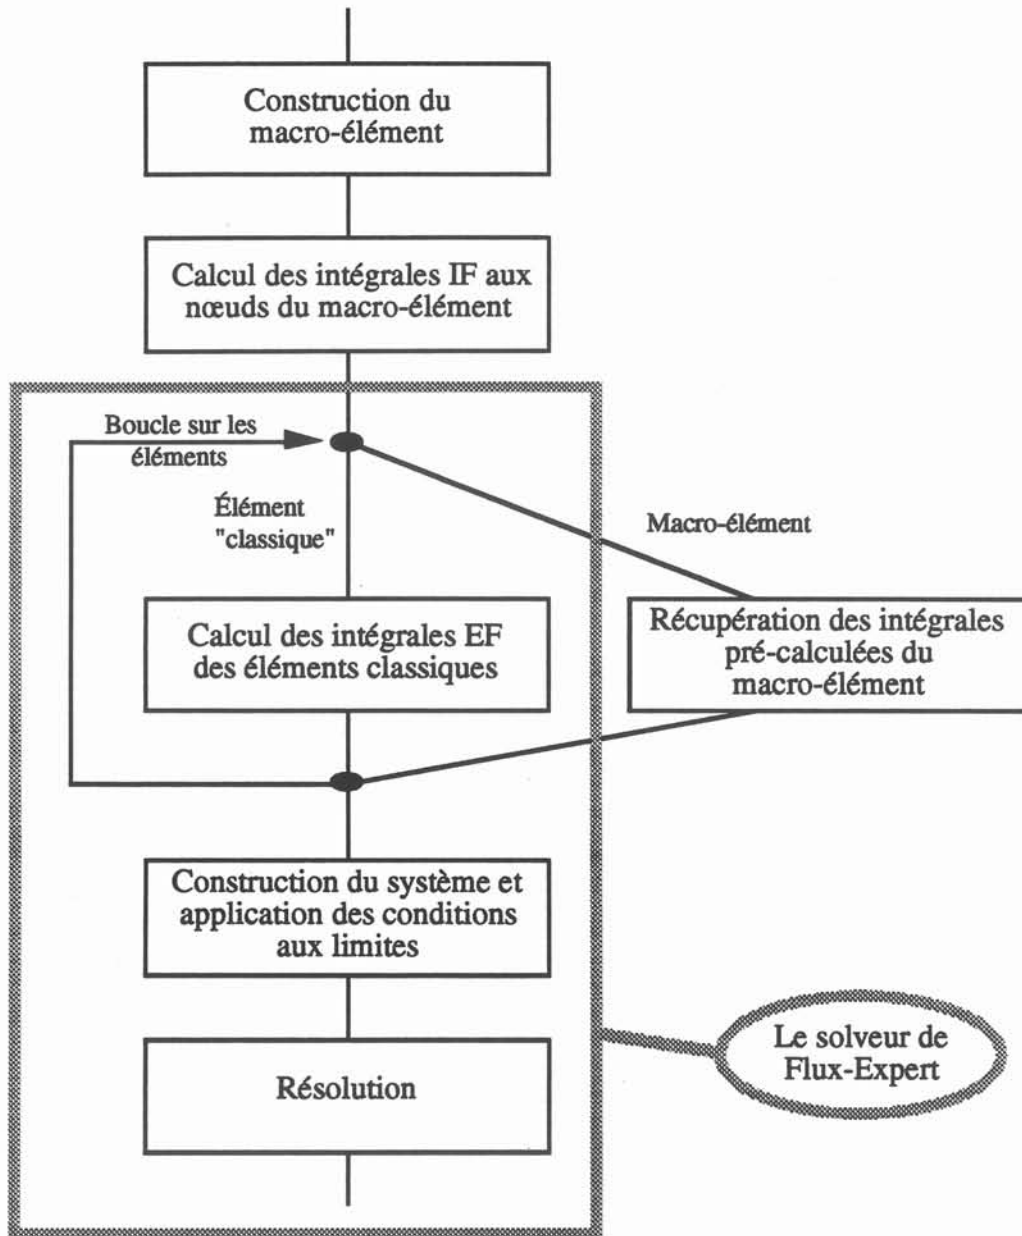 Construction du
macro-élément
Calcul des intégrales IF aux
nœuds du macro-élément
Boucle sur les
éléments
Élément
"classique"
Macro-élément
Calcul des intégrales EF
des éléments classiques
Récupération des intégrales
pré-calculées du
macro-élément
Construction du système et
application des conditions
aux limites
Le solveur de
Flux-Expert
Résolution